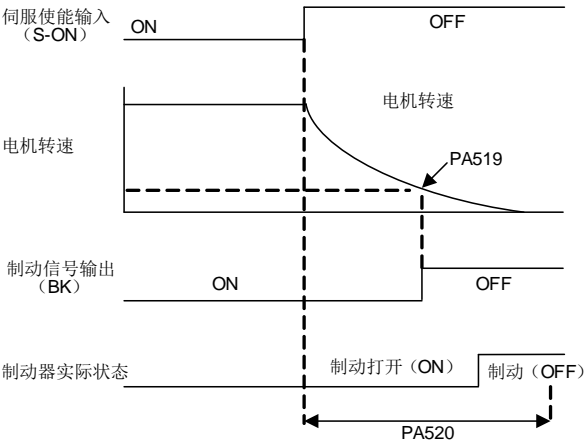 伺服使能输入
（S-ON）
ON
OFF
电机转速
电机转速
PA519
制动信号输出
（BK）
ON
OFF
制动器实际状态
制动打开（ON）
制动（OFF）
PA520